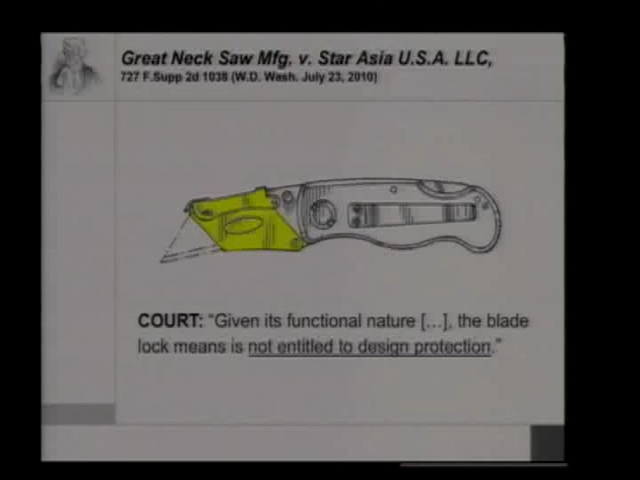 Great Neck Saw Mfg. v. Star Asia U.S.A. LLC,
727 F.Supp 2d 1038 (W.D. Wash. July 23, 2010)
COURT: “Given its functional nature [...], the blade
lock means is not entitled to design protection.”